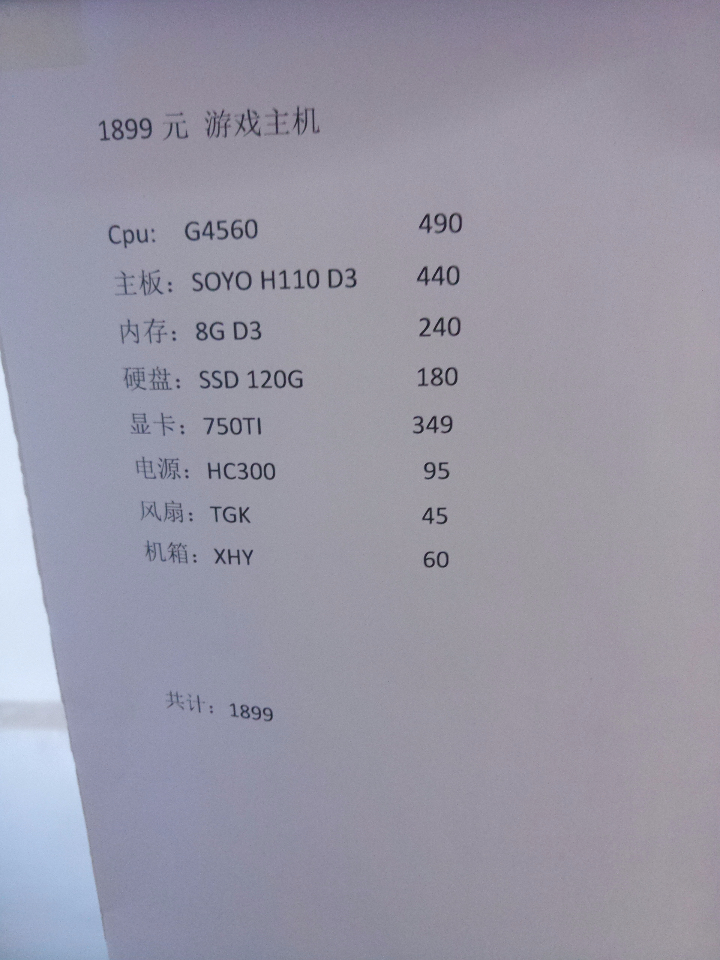 1899 元 游戏主机
Cpu: G4560 490
主板：SOYO H110 D3 440
内存：8G D3 240
硬盘：SSD 120G 180
显卡：750TI 349
电源：HC300 95
风扇：TGK 45
机箱：XHY 60
共计：1899